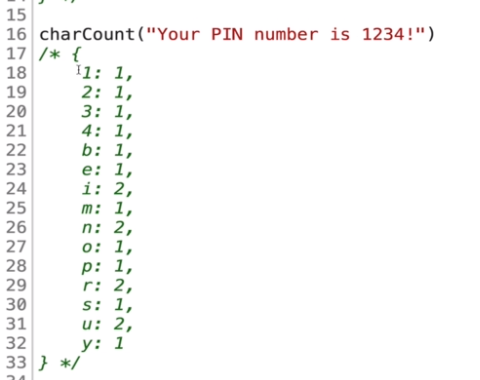 15
16 charCount("Your PIN number is 1234!")
17 /* {
18 1: 1,
19 2: 1,
20 3: 1,
21 4: 1,
22 b: 1,
23 e: 1,
24 i: 2,
25 m: 1,
26 n: 2,
27 o: 1,
28 p: 1,
29 r: 2,
30 s: 1,
31 u: 2,
32 y: 1
33 } */